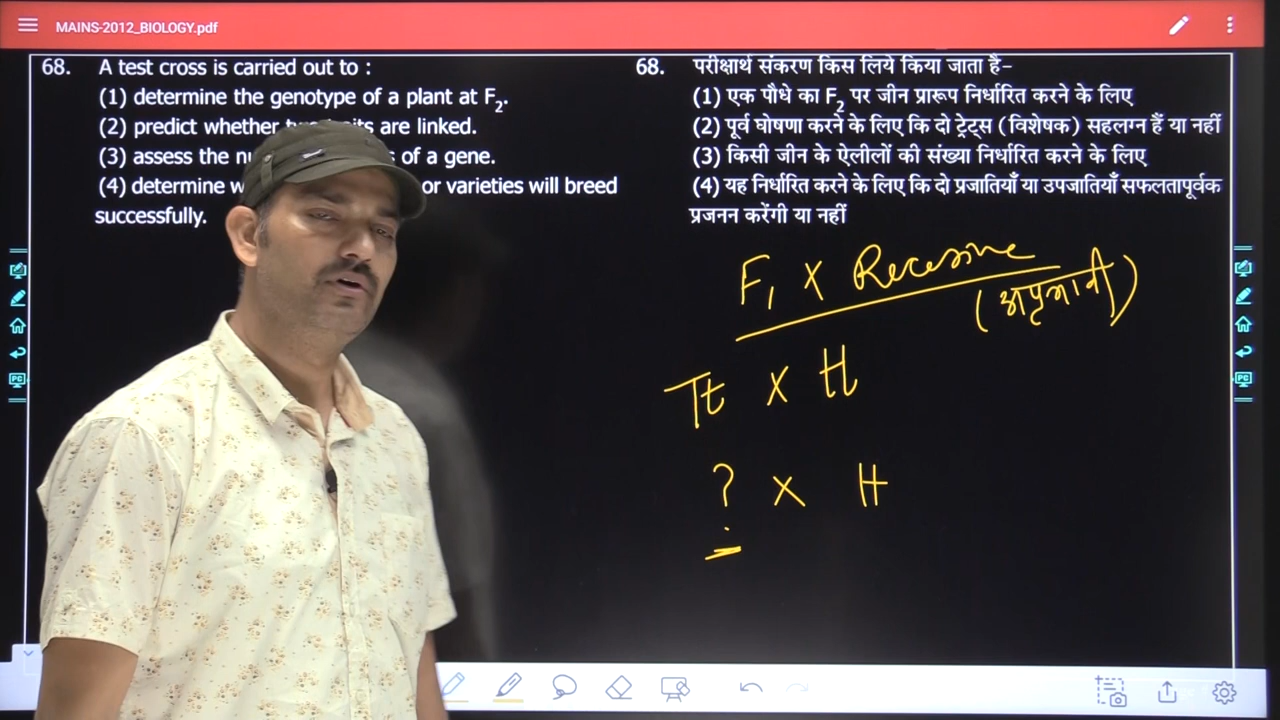 MAINS-2012_BIOLOGY.pdf
68. A test cross is carried out to :
(1) determine the genotype of a plant at F₂.
(2) predict whether are linked.
(3) assess the of a gene.
(4) determine or varieties will breed
successfully.
68. परीक्षार्थ संकरण किस लिये किया जाता है–
(1) एक पौधे का F₂ पर जीन प्रारूप निर्धारित करने के लिए
(2) पूर्व घोषणा करने के लिए कि दो ट्रेट्स (विशेषक) सहलग्न हैं या नहीं
(3) किसी जीन के ऐलीलों की संख्या निर्धारित करने के लिए
(4) यह निर्धारित करने के लिए कि दो प्रजातियाँ या उपजातियाँ सफलतापूर्वक
प्रजनन करेंगी या नहीं
F₁ X Recessive
(अप्रभावी)
Tt X tt
? X tt
PC
PC